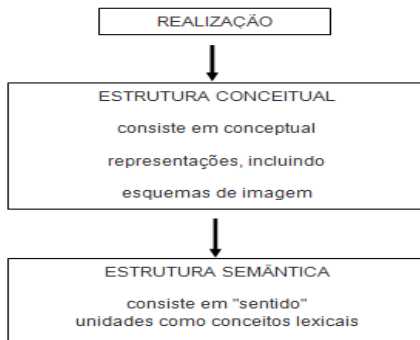 REALIZAÇÃO
ESTRUTURA CONCEITUAL
consiste em conceptual
representações, incluindo
esquemas de imagem
ESTRUTURA SEMÂNTICA
consiste em "sentido"
unidades como conceitos lexicais